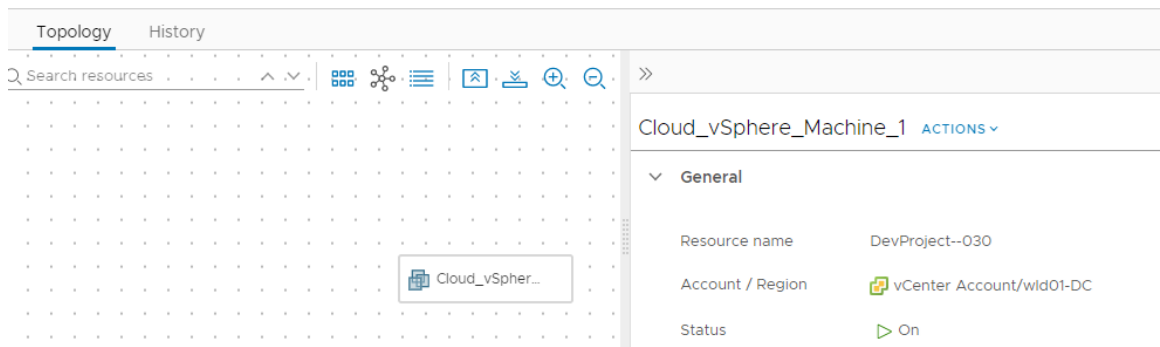 Topology History
Search resources
Cloud_vSphere_Machine_1 ACTIONS
General
Resource name DevProject--030
Cloud_vSpher...
Account / Region vCenter Account/wld01-DC
Status On